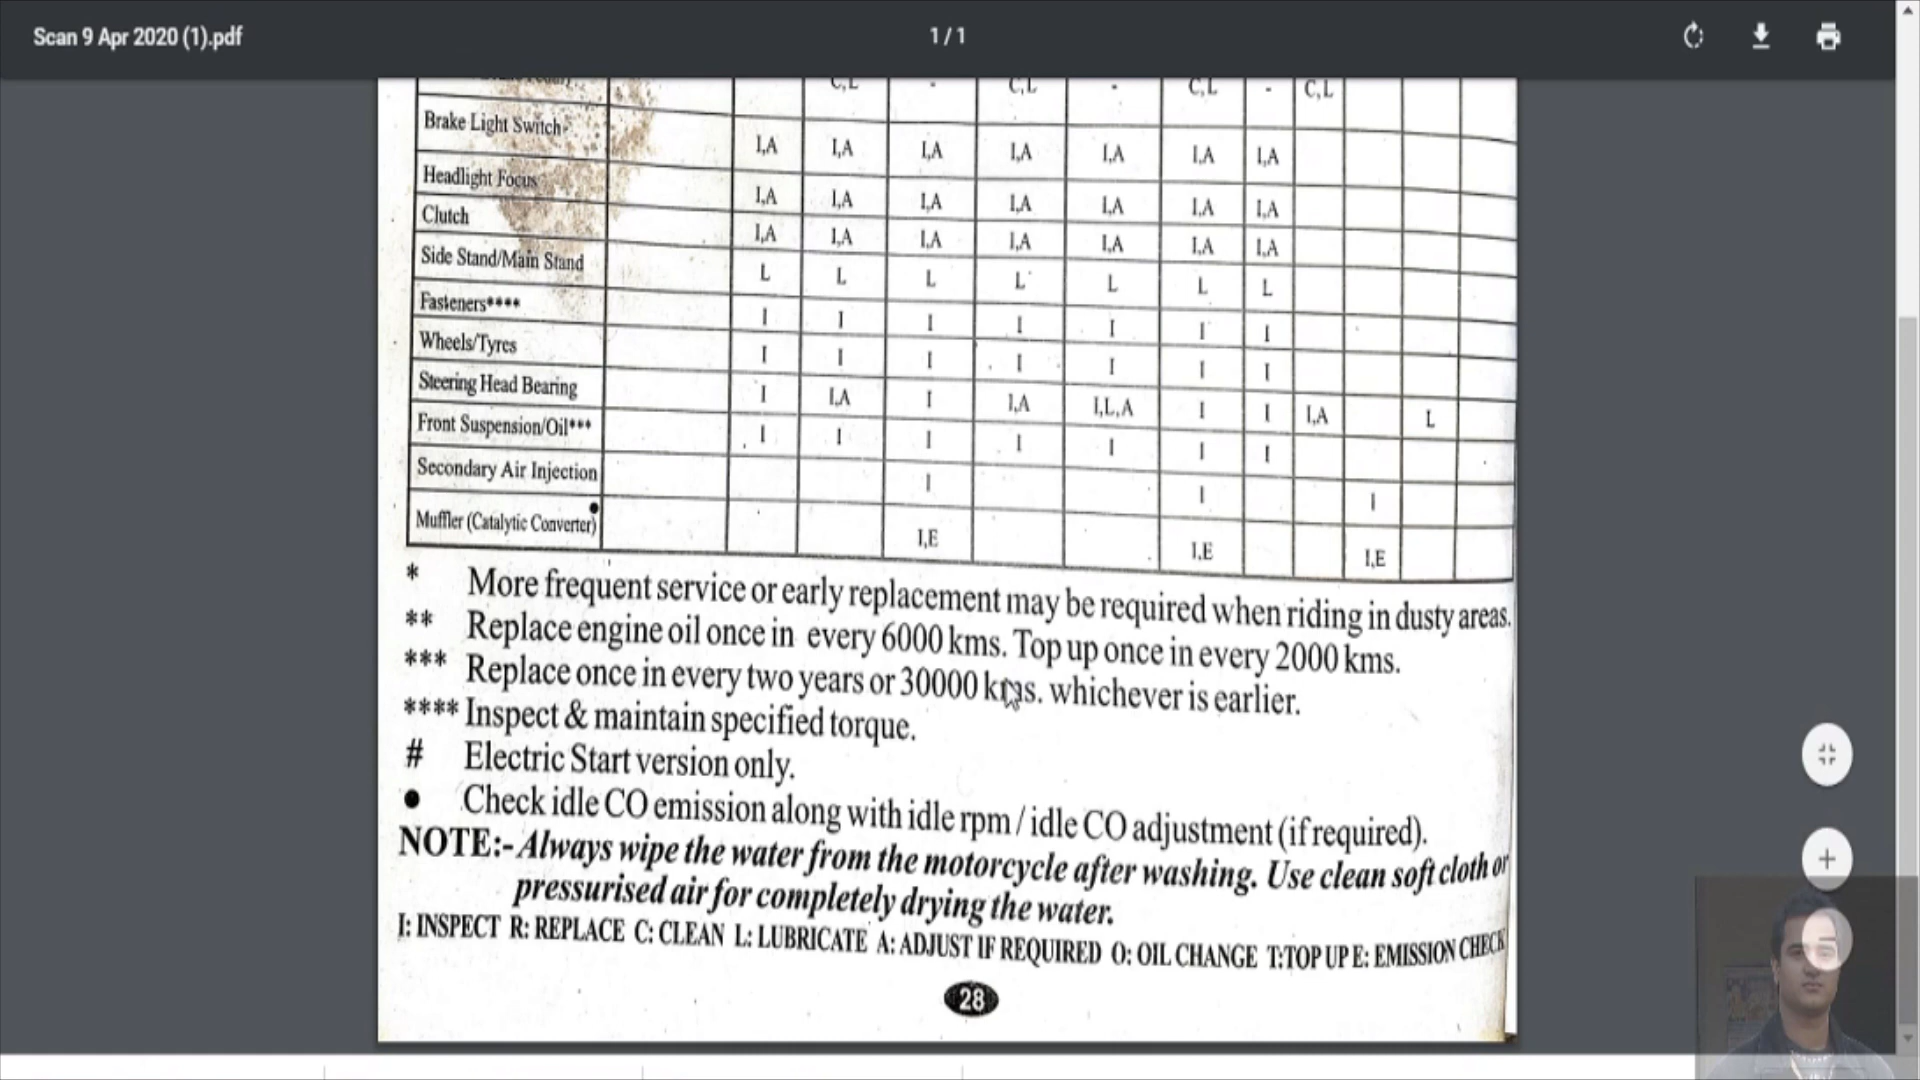 Scan 9 Apr 2020 (1).pdf
1 / 1
C,L - C,L - C,L - C,L
Brake Light Switch I,A I,A I,A I,A I,A I,A I,A
Headlight Focus I,A I,A I,A I,A I,A I,A I,A
Clutch I,A I,A I,A I,A I,A I,A I,A
Side Stand/Main Stand L L L L L L L
Fasteners**** I I I I I I I
Wheels/Tyres I I I I I I I
Steering Head Bearing I I,A I I,A I,L,A I I I,A L
Front Suspension/Oil*** I I I I I I I
Secondary Air Injection I I I
Muffler (Catalytic Converter)● I,E I,E I,E
* More frequent service or early replacement may be required when riding in dusty areas.
** Replace engine oil once in every 6000 kms. Top up once in every 2000 kms.
*** Replace once in every two years or 30000 kms. whichever is earlier.
**** Inspect & maintain specified torque.
# Electric Start version only.
● Check idle CO emission along with idle rpm / idle CO adjustment (if required).
NOTE:- Always wipe the water from the motorcycle after washing. Use clean soft cloth or
pressurised air for completely drying the water.
I: INSPECT R: REPLACE C: CLEAN L: LUBRICATE A: ADJUST IF REQUIRED O: OIL CHANGE T:TOP UP E: EMISSION CHECK
28